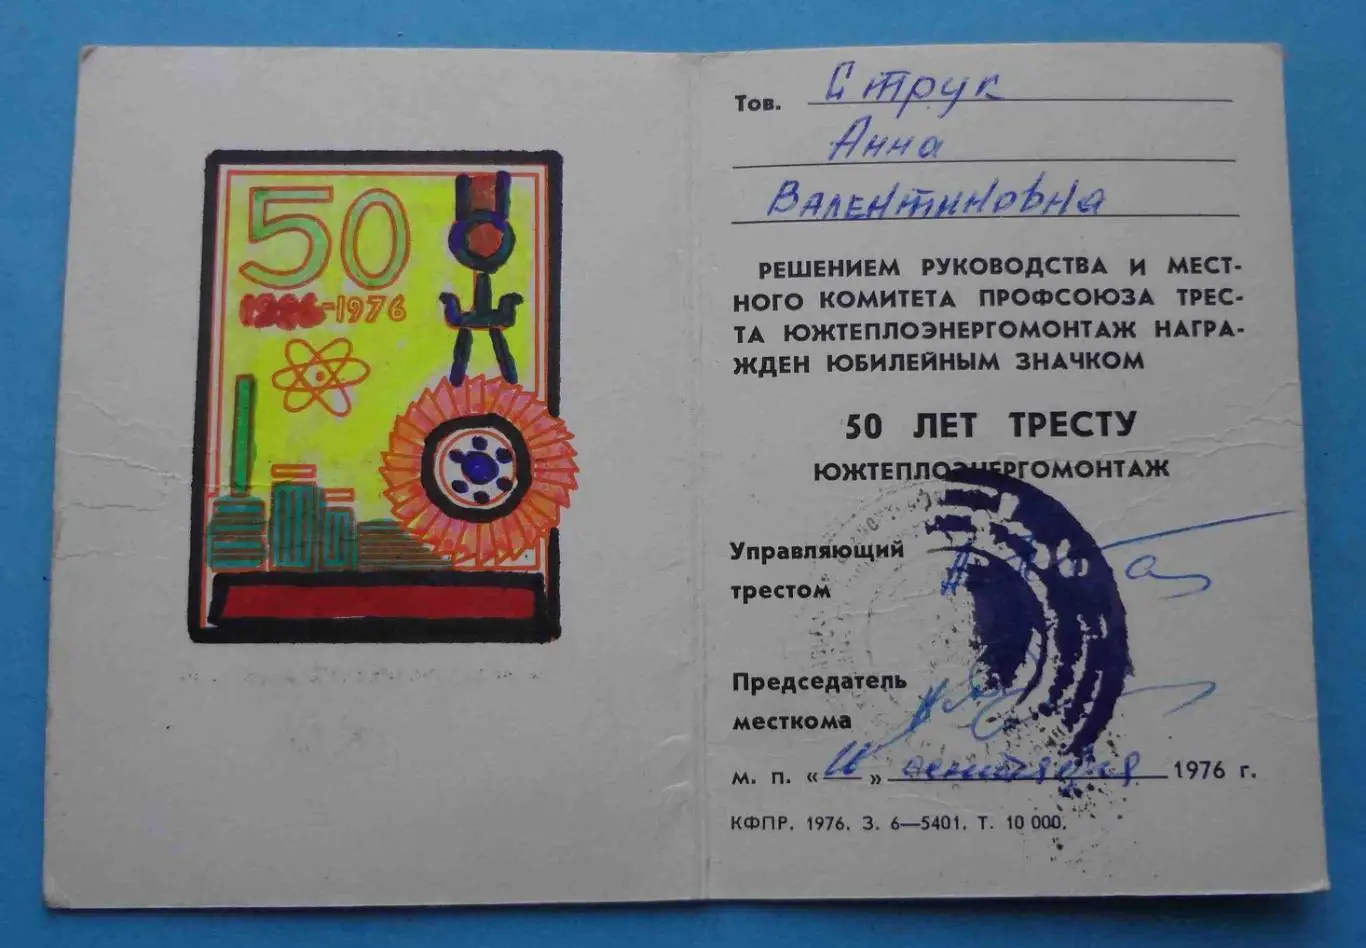 50
-1976
Тов. Струк
Анна
Валентиновна
РЕШЕНИЕМ РУКОВОДСТВА И МЕСТ-
НОГО КОМИТЕТА ПРОФСОЮЗА ТРЕС-
ТА ЮЖТЕПЛОЭНЕРГОМОНТАЖ НАГРА-
ЖДЕН ЮБИЛЕЙНЫМ ЗНАЧКОМ
50 ЛЕТ ТРЕСТУ
ЮЖТЕПЛОЭНЕРГОМОНТАЖ
Управляющий
трестом
Председатель
месткома
м. п. « » сентября 1976 г.
КФПР. 1976. З. 6—5401. Т. 10 000.